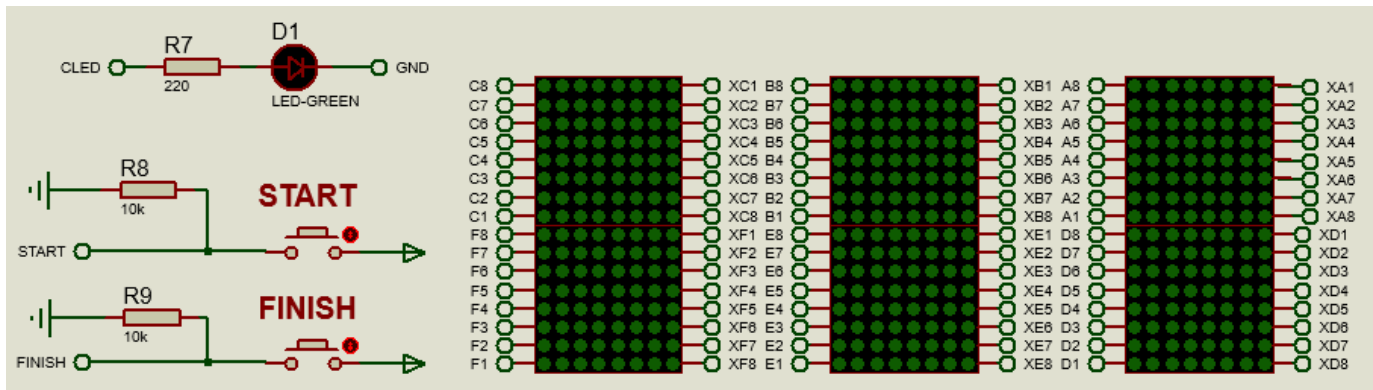 D1
R7
CLED GND
220
LED-GREEN
C8 XC1 B8 XB1 A8 XA1
C7 XC2 B7 XB2 A7 XA2
C6 XC3 B6 XB3 A6 XA3
C5 XC4 B5 XB4 A5 XA4
C4 XC5 B4 XB5 A4 XA5
C3 XC6 B3 XB6 A3 XA6
C2 XC7 B2 XB7 A2 XA7
C1 XC8 B1 XB8 A1 XA8
F8 XF1 E8 XE1 D8 XD1
F7 XF2 E7 XE2 D7 XD2
F6 XF3 E6 XE3 D6 XD3
F5 XF4 E5 XE4 D5 XD4
F4 XF5 E4 XE5 D4 XD5
F3 XF6 E3 XE6 D3 XD6
F2 XF7 E2 XE7 D2 XD7
F1 XF8 E1 XE8 D1 XD8
R8
10k
START
START
R9
10k
FINISH
FINISH